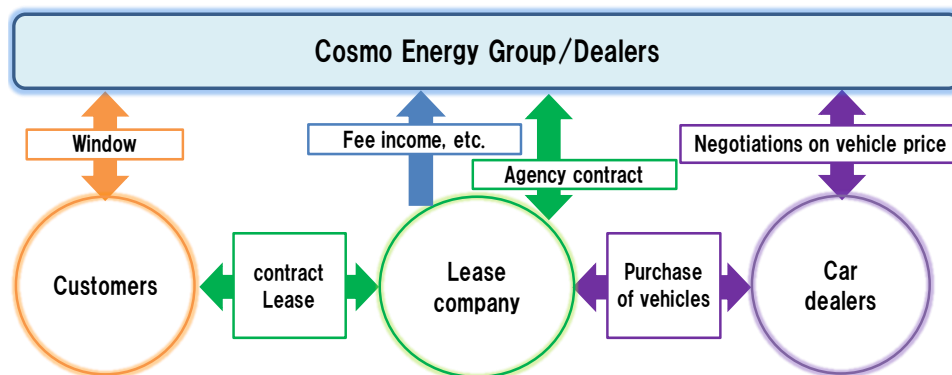 Cosmo Energy Group/Dealers
Window
Fee income, etc.
Agency contract
Negotiations on vehicle price
Customers
contract
Lease
Lease
company
Purchase
of vehicles
Car
dealers